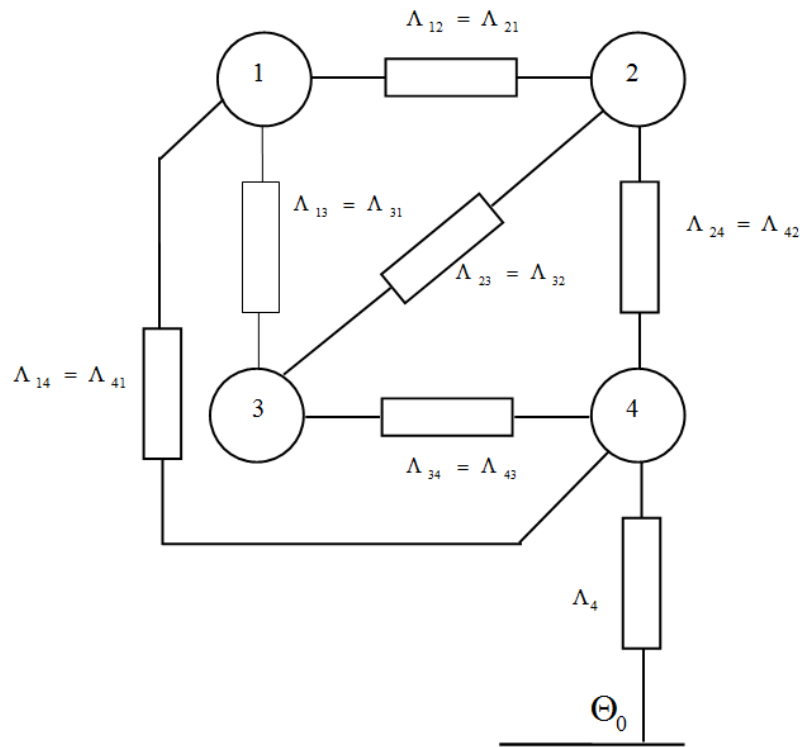 Λ₁₂ = Λ₂₁
1
2
Λ₁₃ = Λ₃₁
Λ₂₄ = Λ₄₂
Λ₂₃ = Λ₃₂
Λ₁₄ = Λ₄₁
3
4
Λ₃₄ = Λ₄₃
Λ₄
Θ₀